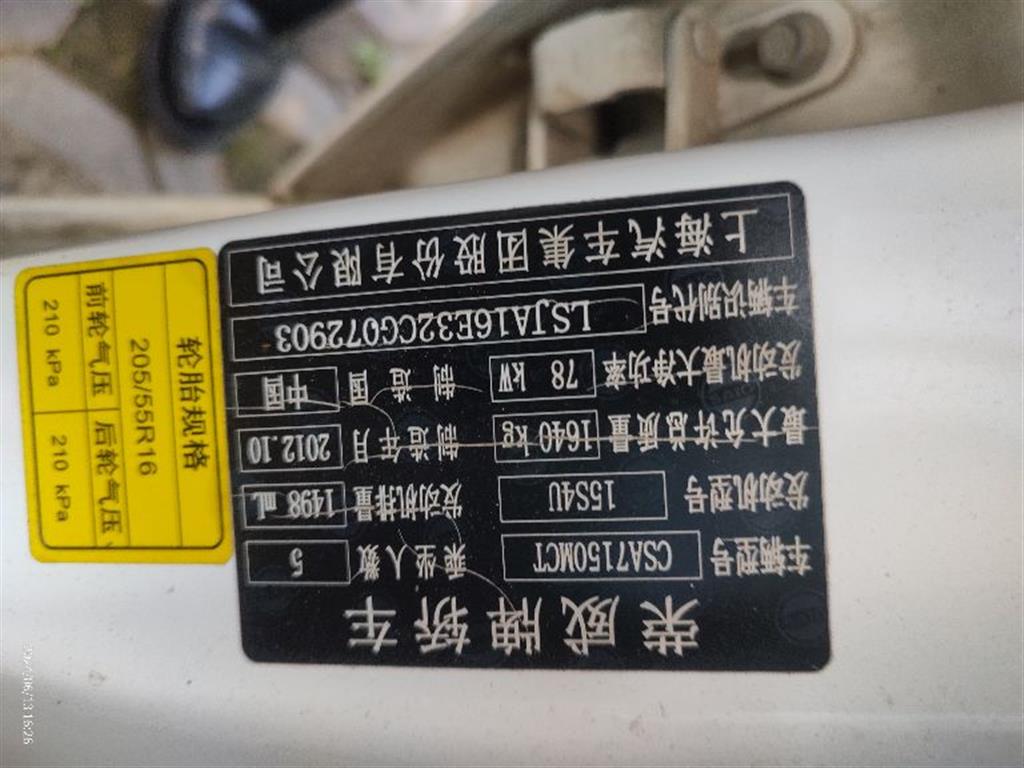 荣威牌轿车
车辆型号 CSA7150MCT 乘坐人数 5
发动机型号 15S4U 发动机排量 1498 mL
最大允许总质量 1640 kg 制造年月 2012.10
发动机最大净功率 78 kW 制造国 中国
车辆识别代号 LSJA16E32CG072903
上海汽车集团股份有限公司
轮胎规格
205/55R16
前轮气压 后轮气压
210 kPa 210 kPa